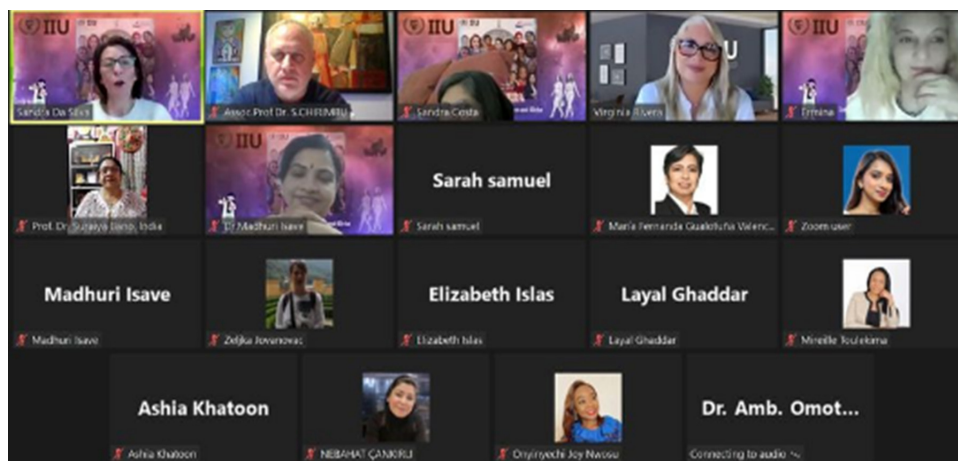 IIU
IIU
U
IIU
Sandra Da Silva
Assoc.Prof Dr. S.CHIRIMBU
Sandra Costa
Virginia Rivera
Ermina
IIU
Sarah samuel
Prof. Dr. Suraiya Bano, India
Dr Madhuri Isave
Sarah samuel
María Fernanda Gualotuña Valenc...
Zoom user
Madhuri Isave
Elizabeth Islas
Layal Ghaddar
Madhuri Isave
Zeljka Jovanovac
Elizabeth Islas
Layal Ghaddar
Mireille Toulekima
Ashia Khatoon
Dr. Amb. Omot...
Ashia Khatoon
NEBAHAT ÇANKIRLI
Onyinyechi Joy Nwosu
Connecting to audio